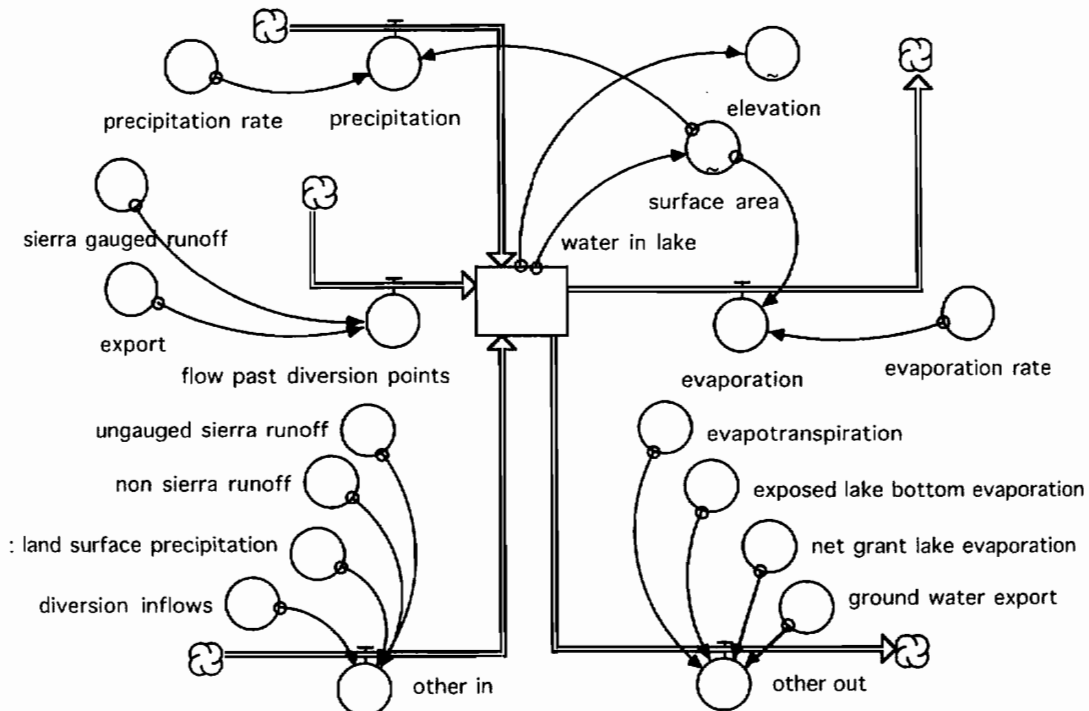 elevation
precipitation rate
precipitation
surface area
sierra gauged runoff
water in lake
export
flow past diversion points
evaporation
evaporation rate
ungauged sierra runoff
evapotranspiration
non sierra runoff
exposed lake bottom evaporation
: land surface precipitation
net grant lake evaporation
diversion inflows
ground water export
other in
other out